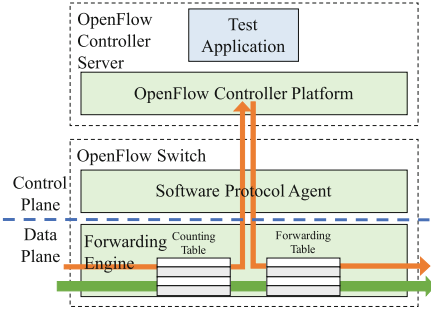 OpenFlow
Controller
Server
Test
Application
OpenFlow Controller Platform
OpenFlow Switch
Control
Plane
Software Protocol Agent
Data
Plane
Forwarding
Engine
Counting
Table
Forwarding
Table